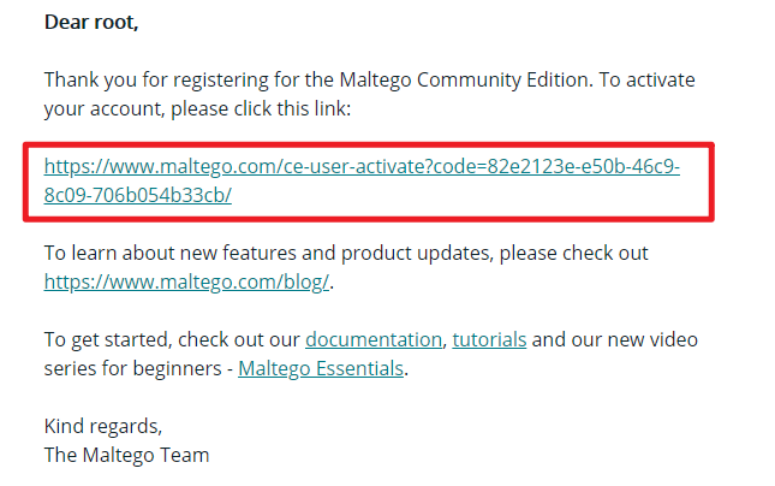 Dear root,
Thank you for registering for the Maltego Community Edition. To activate
your account, please click this link:
https://www.maltego.com/ce-user-activate?code=82e2123e-e50b-46c9-
8c09-706b054b33cb/
To learn about new features and product updates, please check out
https://www.maltego.com/blog/.
To get started, check out our documentation, tutorials and our new video
series for beginners - Maltego Essentials.
Kind regards,
The Maltego Team